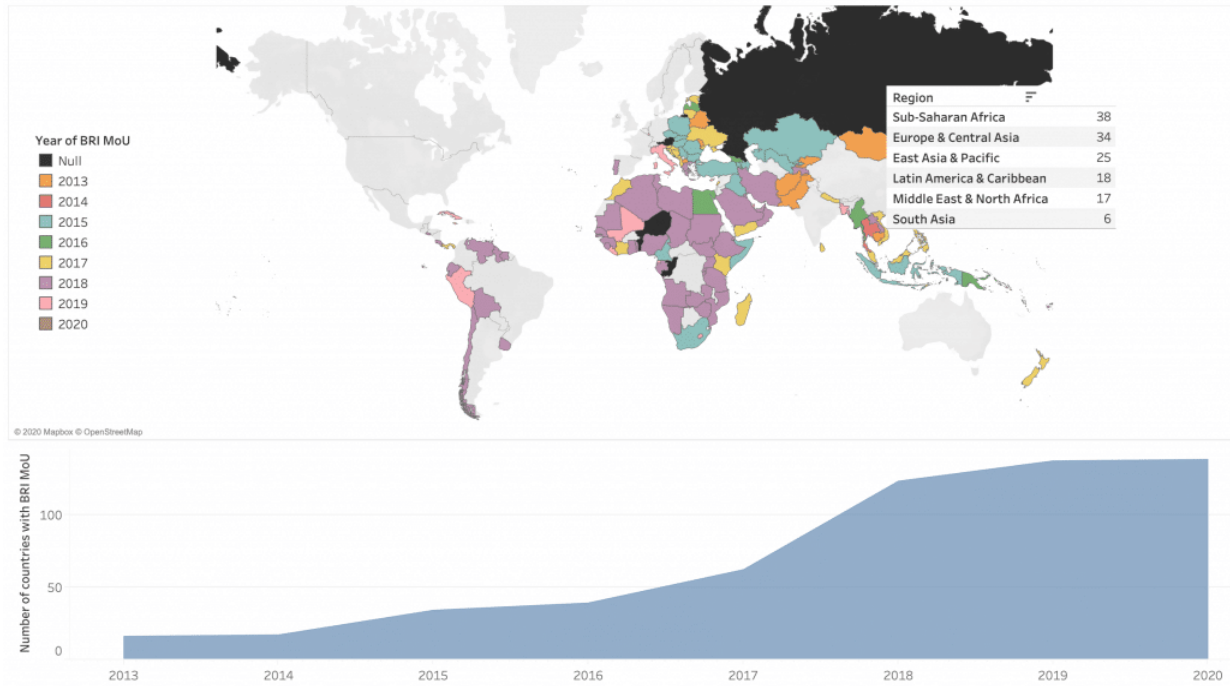 Year of BRI MoU
Null
2013
2014
2015
2016
2017
2018
2019
2020
Region
Sub-Saharan Africa 38
Europe & Central Asia 34
East Asia & Pacific 25
Latin America & Caribbean 18
Middle East & North Africa 17
South Asia 6
© 2020 Mapbox © OpenStreetMap
Number of countries with BRI MoU
100
50
0
2013 2014 2015 2016 2017 2018 2019 2020